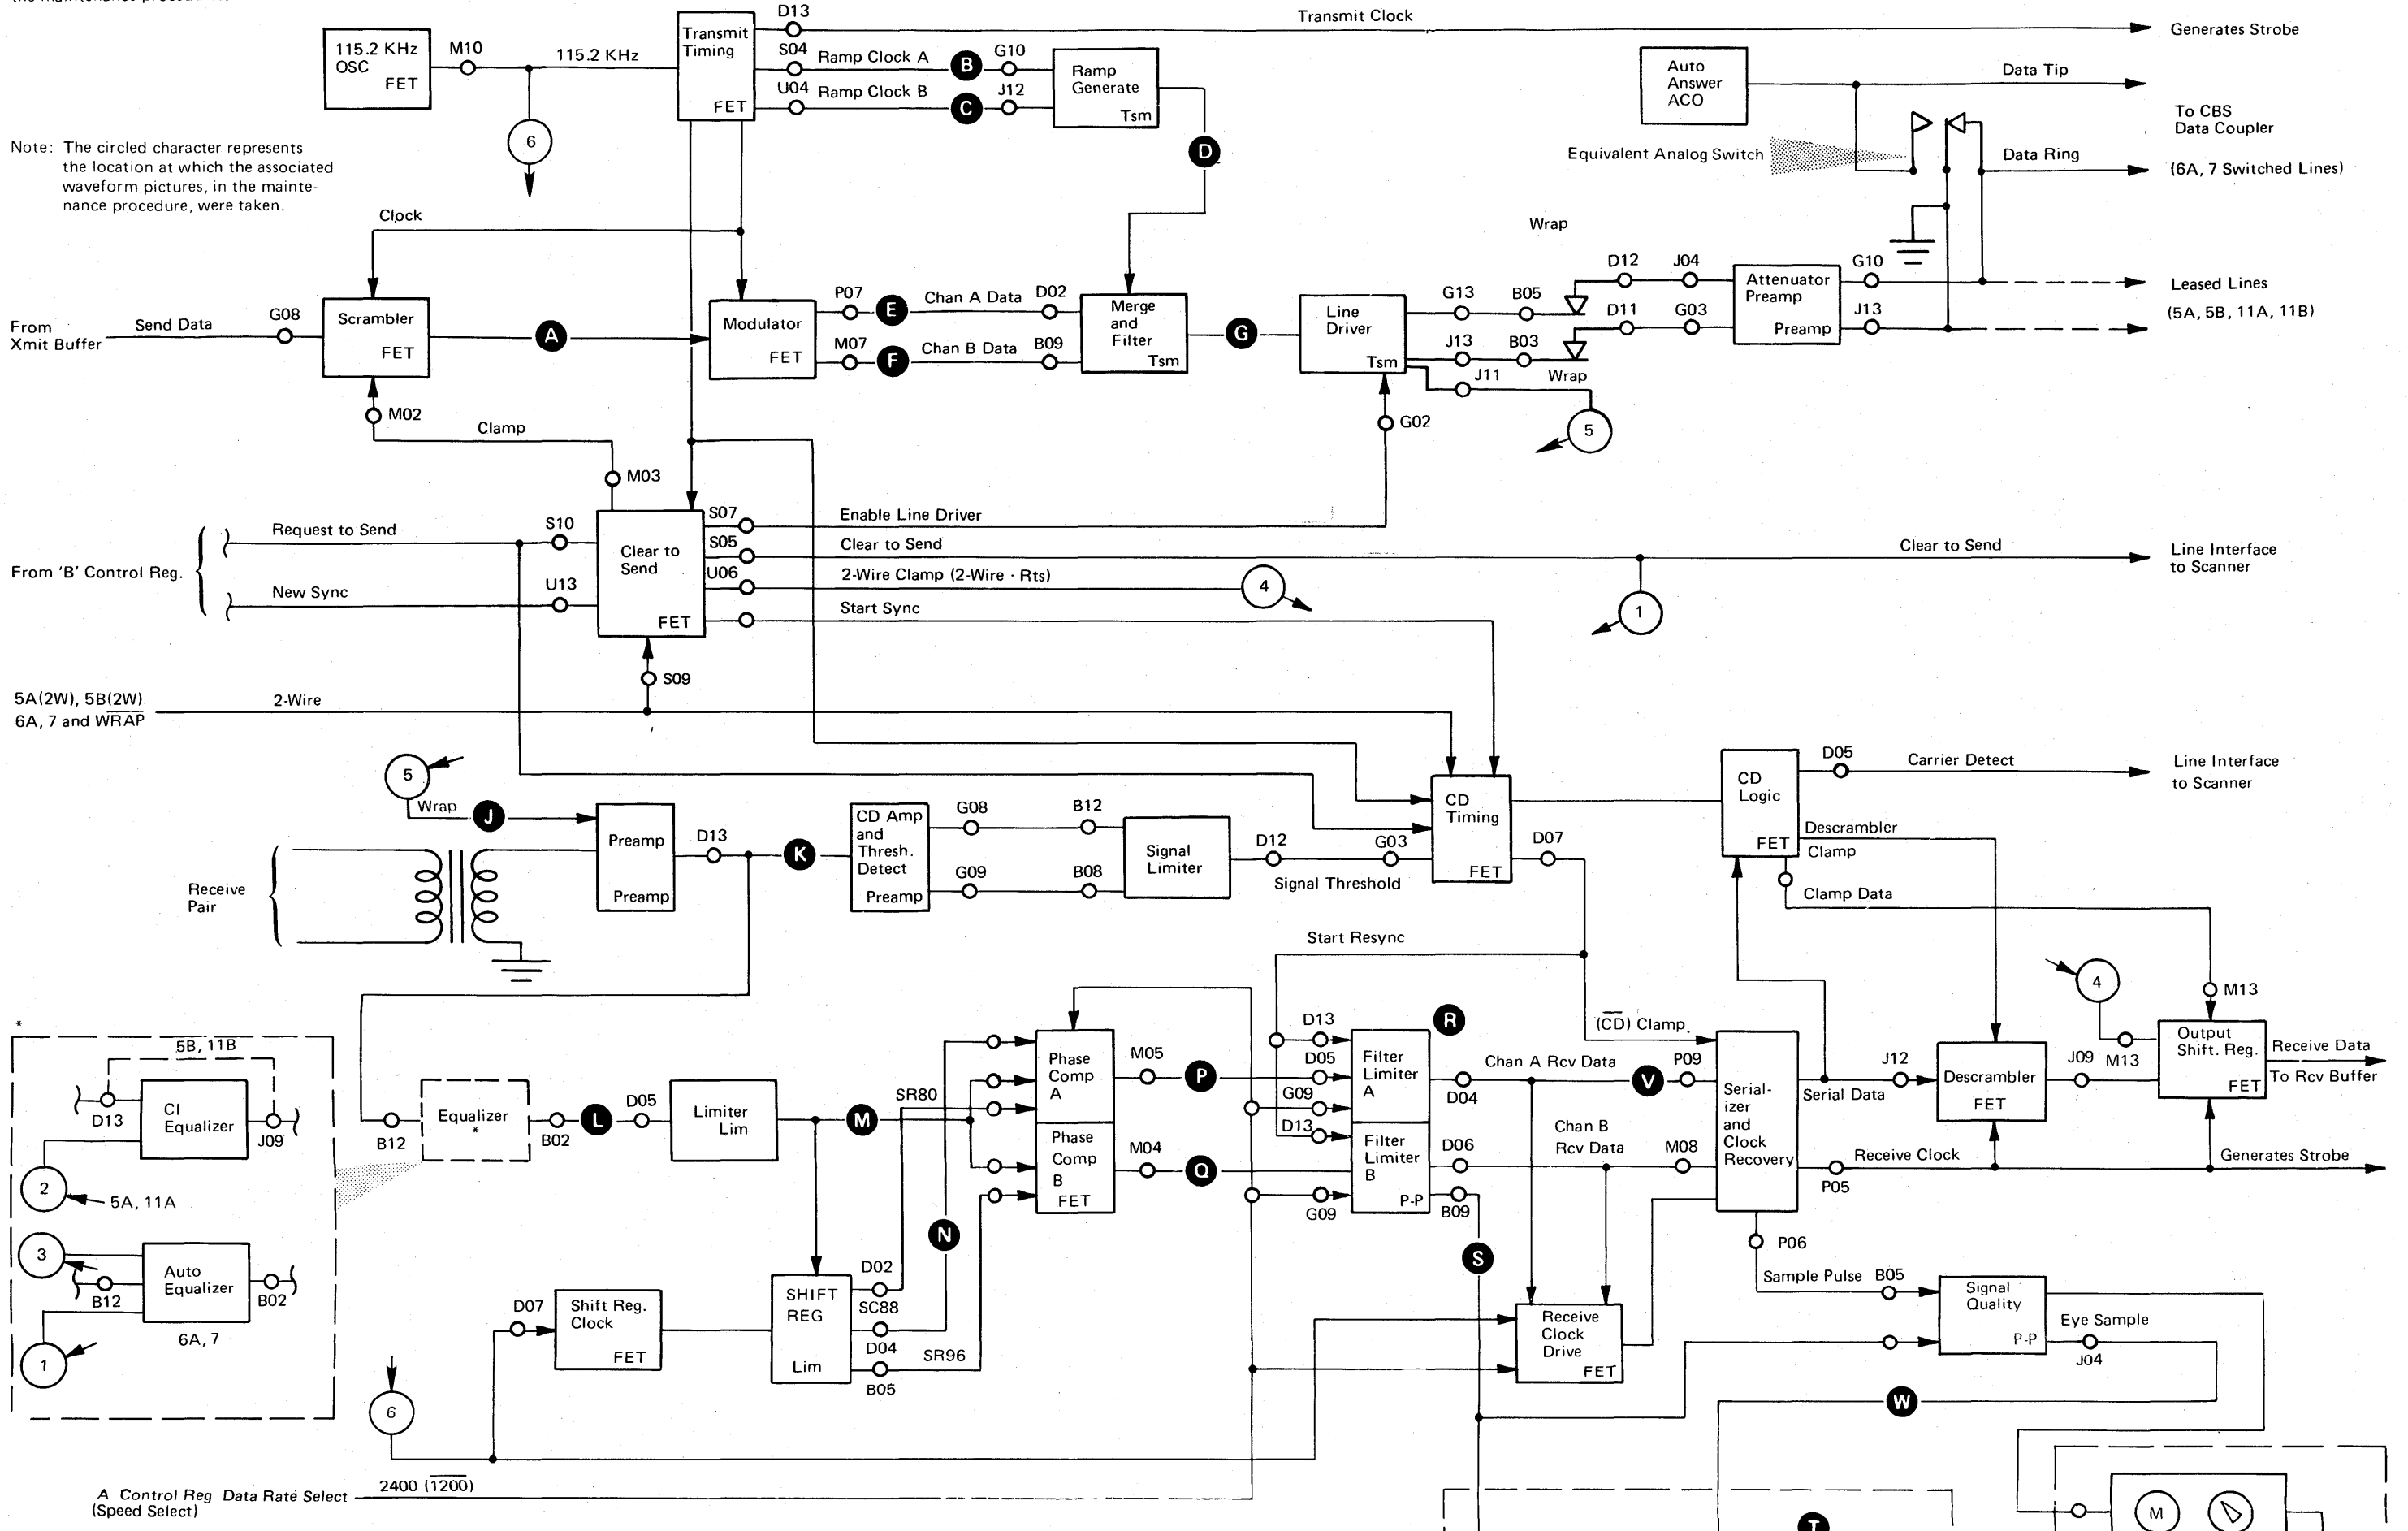 D13
Transmit Clock
Generates Strobe
115.2 KHz
OSC
FET
M10
115.2 KHz
Transmit
Timing
FET
S04
Ramp Clock A
B
G10
U04
Ramp Clock B
C
J12
Ramp
Generate
Tsm
D
6
Auto
Answer
ACO
Data Tip
To CBS
Data Coupler
Equivalent Analog Switch
Data Ring
(6A, 7 Switched Lines)
Note: The circled character represents
the location at which the associated
waveform pictures, in the mainte-
nance procedure, were taken.
Clock
From
Xmit Buffer
Send Data
G08
Scrambler
FET
A
Modulator
FET
P07
E
Chan A Data
D02
M07
F
Chan B Data
B09
Merge
and
Filter
Tsm
G
Line
Driver
Tsm
G13
B05
J13
B03
J11
Wrap
Wrap
5
G02
D12
J04
D11
G03
Attenuator
Preamp
Preamp
G10
J13
Leased Lines
(5A, 5B, 11A, 11B)
M02
Clamp
M03
From 'B' Control Reg.
Request to Send
S10
New Sync
U13
Clear to
Send
FET
S07
Enable Line Driver
S05
Clear to Send
Clear to Send
Line Interface
to Scanner
U06
2-Wire Clamp (2-Wire · Rts)
4
1
Start Sync
S09
5A(2W), 5B(2W)
6A, 7 and WRAP
2-Wire
5
Wrap
J
Receive
Pair
Preamp
Preamp
D13
K
CD Amp
and
Thresh.
Detect
Preamp
G08
B12
G09
B08
Signal
Limiter
D12
G03
Signal Threshold
CD
Timing
FET
D07
CD
Logic
FET
D05
Carrier Detect
Line Interface
to Scanner
Descrambler
Clamp
Clamp Data
Start Resync
4
M13
M13
*
5B, 11B
D13
CI
Equalizer
J09
2
5A, 11A
3
B12
Auto
Equalizer
B02
6A, 7
1
B12
Equalizer
*
B02
L
D05
Limiter
Lim
M
SR80
N
Phase
Comp
A
Phase
Comp
B
FET
M05
P
M04
Q
D13
D05
G09
D13
G09
Filter
Limiter
A
Filter
Limiter
B
P-P
R
D04
D06
B09
S
Chan A Rcv Data
V
P09
Chan B
Rcv Data
M08
(CD) Clamp
Serial-
izer
and
Clock
Recovery
J12
Serial Data
Descrambler
FET
J09
Output
Shift. Reg.
FET
Receive Data
To Rcv Buffer
P05
Receive Clock
Generates Strobe
P06
Sample Pulse
B05
Signal
Quality
P-P
Eye Sample
J04
W
D07
Shift Reg.
Clock
FET
SHIFT
REG
Lim
D02
SC88
D04
SR96
B05
Receive
Clock
Drive
FET
6
A Control Reg Data Rate Select
(Speed Select)
2400 (1200)
T
M